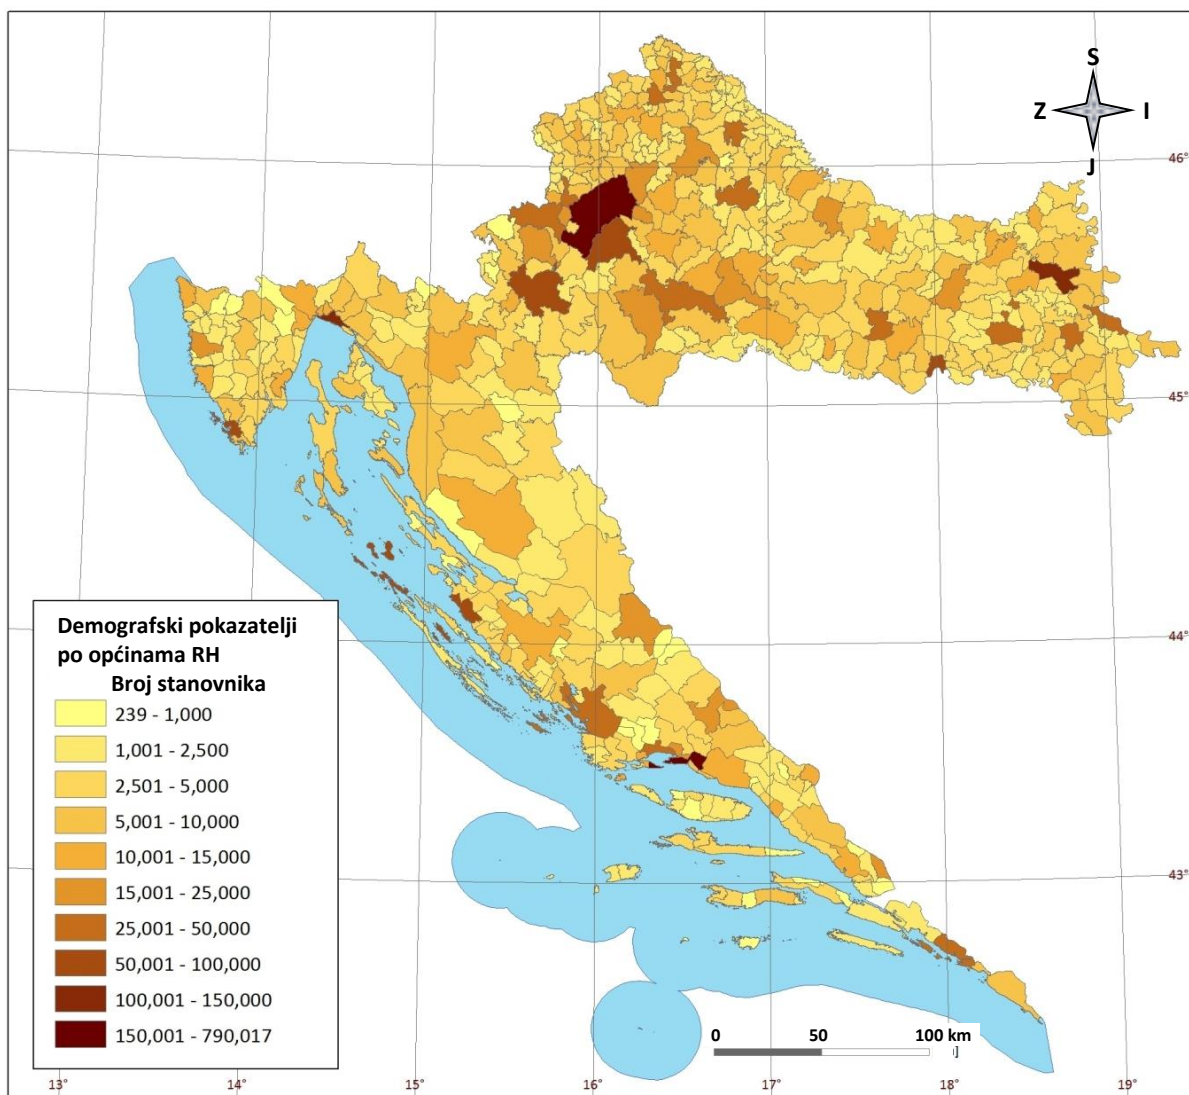 S
Z I
J
46°
45°
44°
43°
Demografski pokazatelji
po općinama RH
Broj stanovnika
239 - 1,000
1,001 - 2,500
2,501 - 5,000
5,001 - 10,000
10,001 - 15,000
15,001 - 25,000
25,001 - 50,000
50,001 - 100,000
100,001 - 150,000
150,001 - 790,017
0 50 100 km
13° 14° 15° 16° 17° 18° 19°